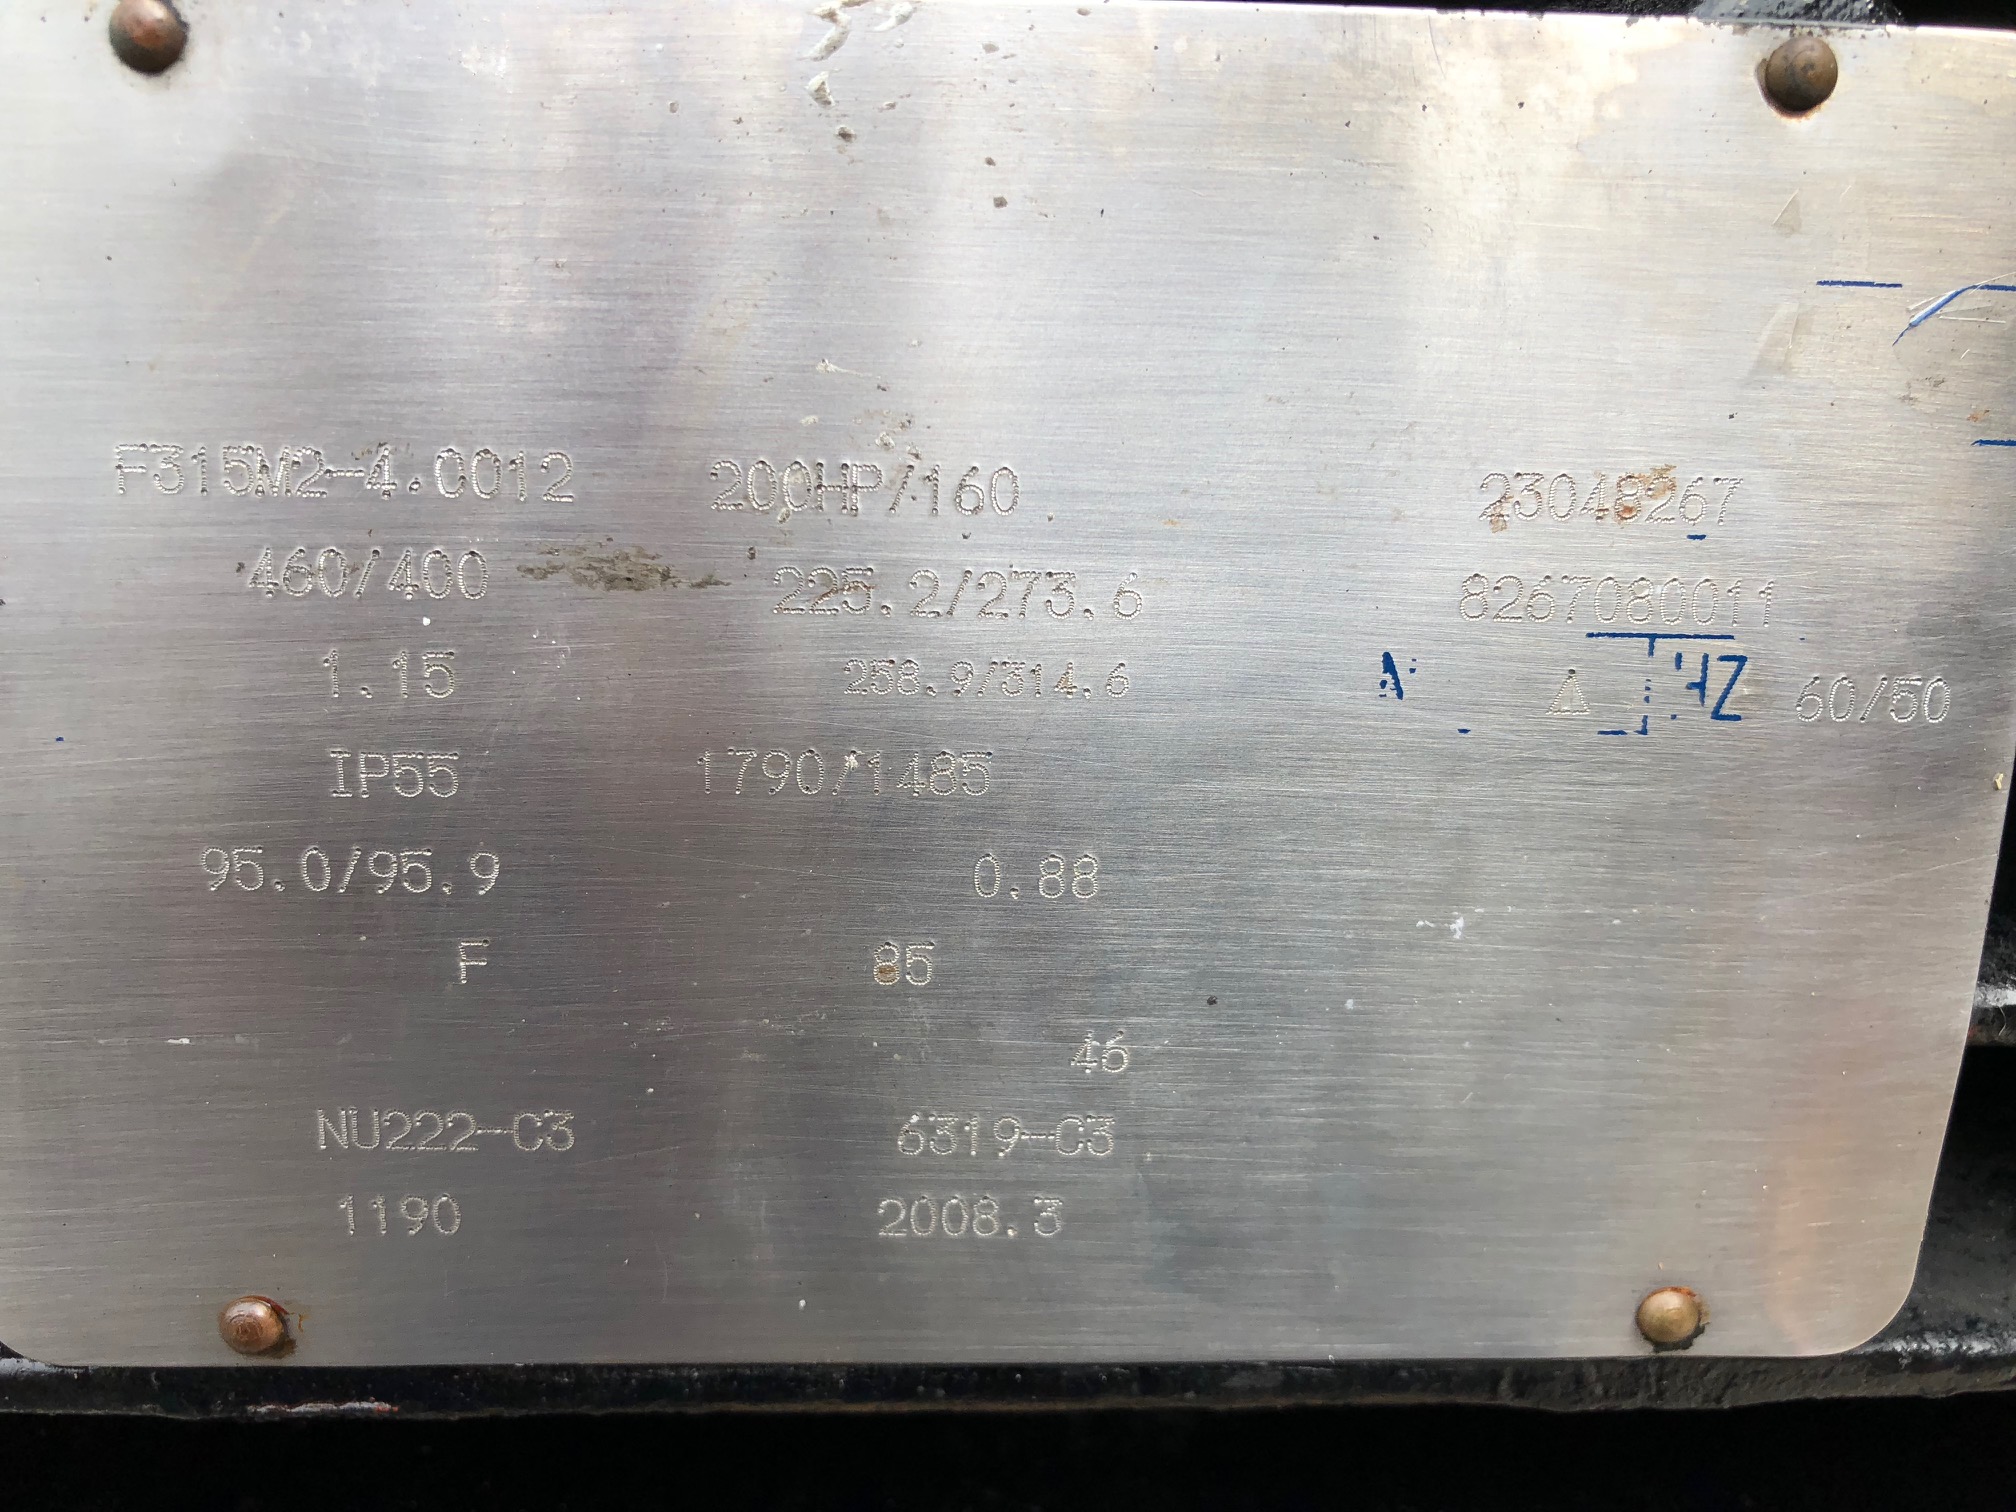 F315M2-4.0012 200HP/160 23048267
460/400 225.2/273.6 8267080011
1.15 258.9/314.6 Δ HZ 60/50
IP55 1790/1485
95.0/95.9 0.88
F 85
46
NU222-C3 6319-C3
1190 2008.3